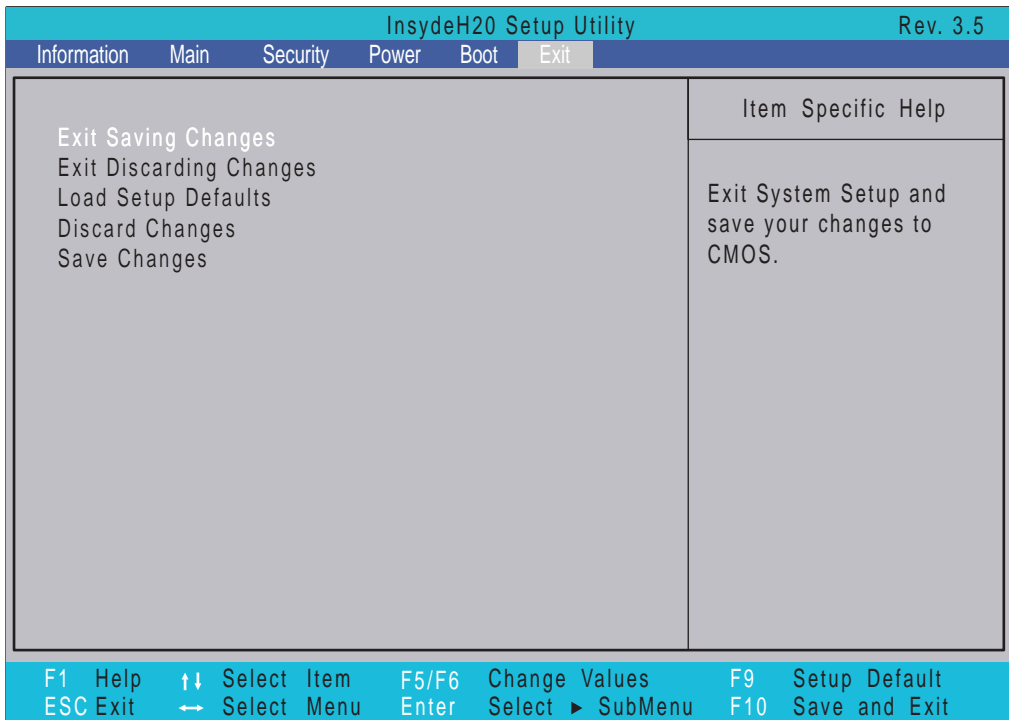 InsydeH20 Setup Utility Rev. 3.5
Information Main Security Power Boot Exit
Exit Saving Changes
Exit Discarding Changes
Load Setup Defaults
Discard Changes
Save Changes
Item Specific Help
Exit System Setup and
save your changes to
CMOS.
F1 Help ↑↓ Select Item F5/F6 Change Values F9 Setup Default
ESC Exit ↔ Select Menu Enter Select ► SubMenu F10 Save and Exit